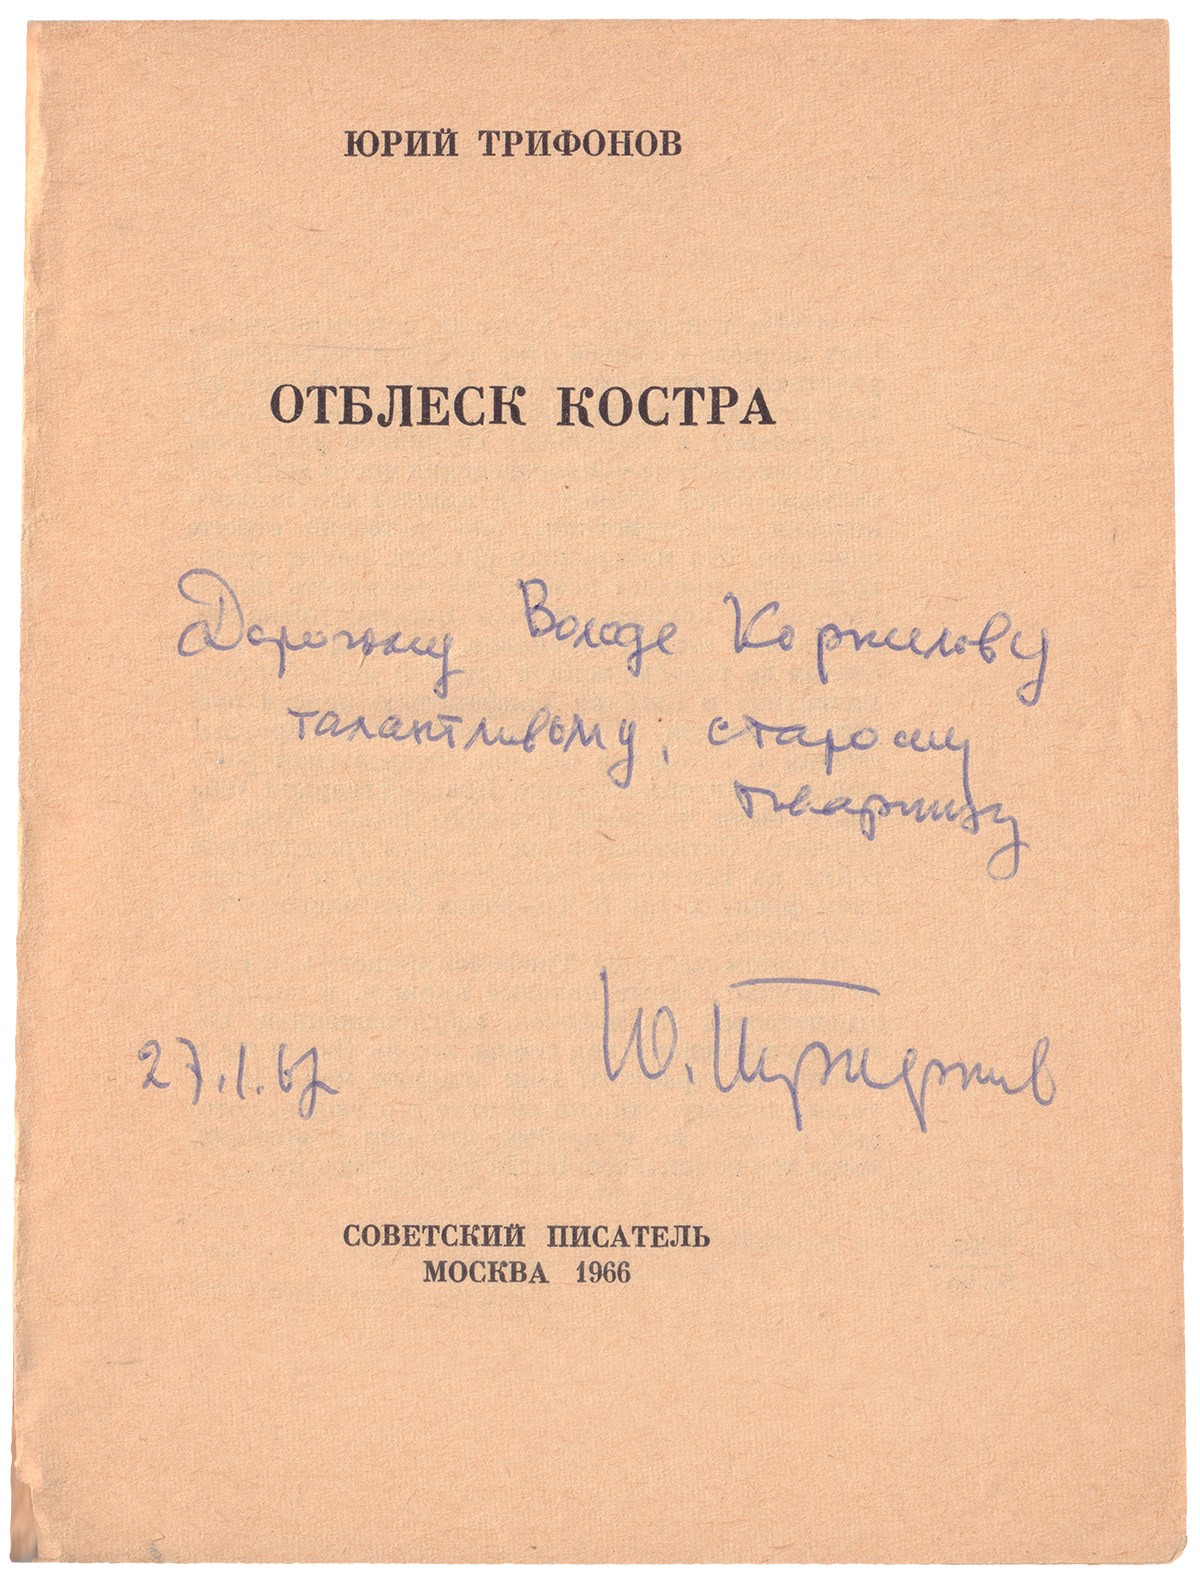 ЮРИЙ ТРИФОНОВ
ОТБЛЕСК КОСТРА
Дорогому Володе Корнилову
талантливому, старому
товарищу
Ю. Трифонов
27.I.67
СОВЕТСКИЙ ПИСАТЕЛЬ
МОСКВА 1966